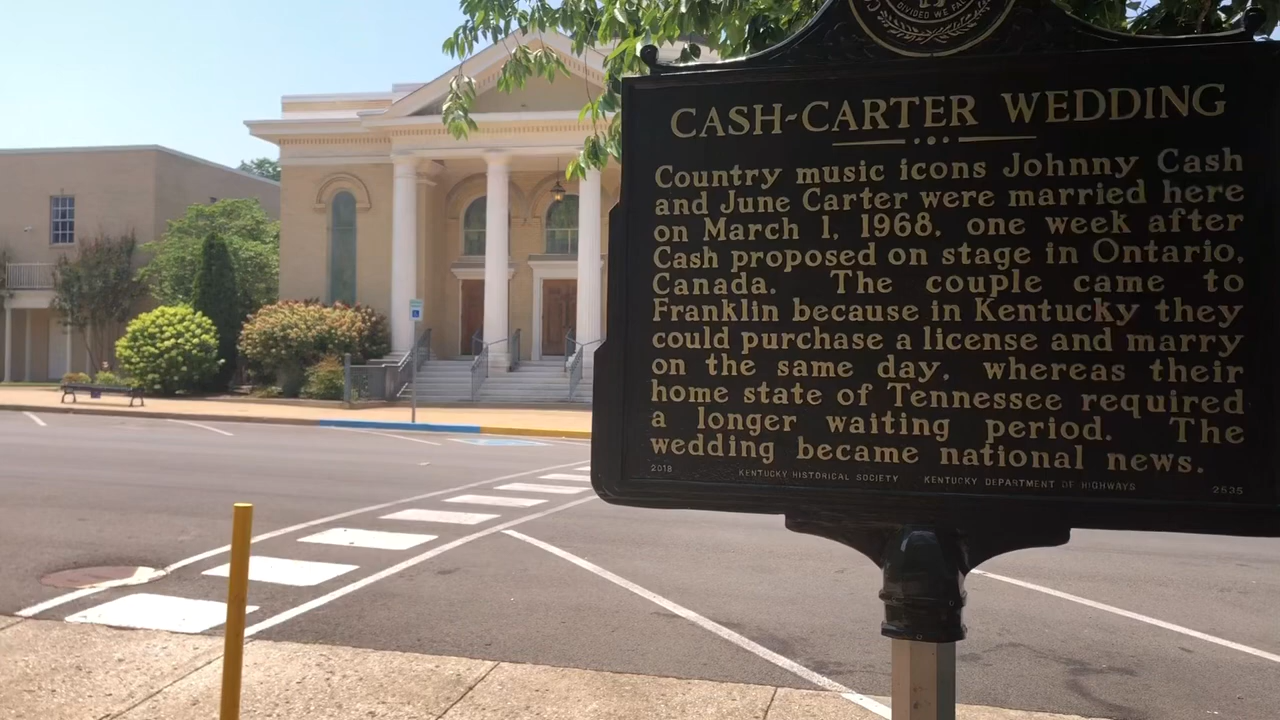 DIVIDED WE FA
CASH-CARTER WEDDING
Country music icons Johnny Cash
and June Carter were married here
on March 1, 1968, one week after
Cash proposed on stage in Ontario,
Canada. The couple came to
Franklin because in Kentucky they
could purchase a license and marry
on the same day, whereas their
home state of Tennessee required
a longer waiting period. The
wedding became national news.
2018 KENTUCKY HISTORICAL SOCIETY KENTUCKY DEPARTMENT OF HIGHWAYS 2535